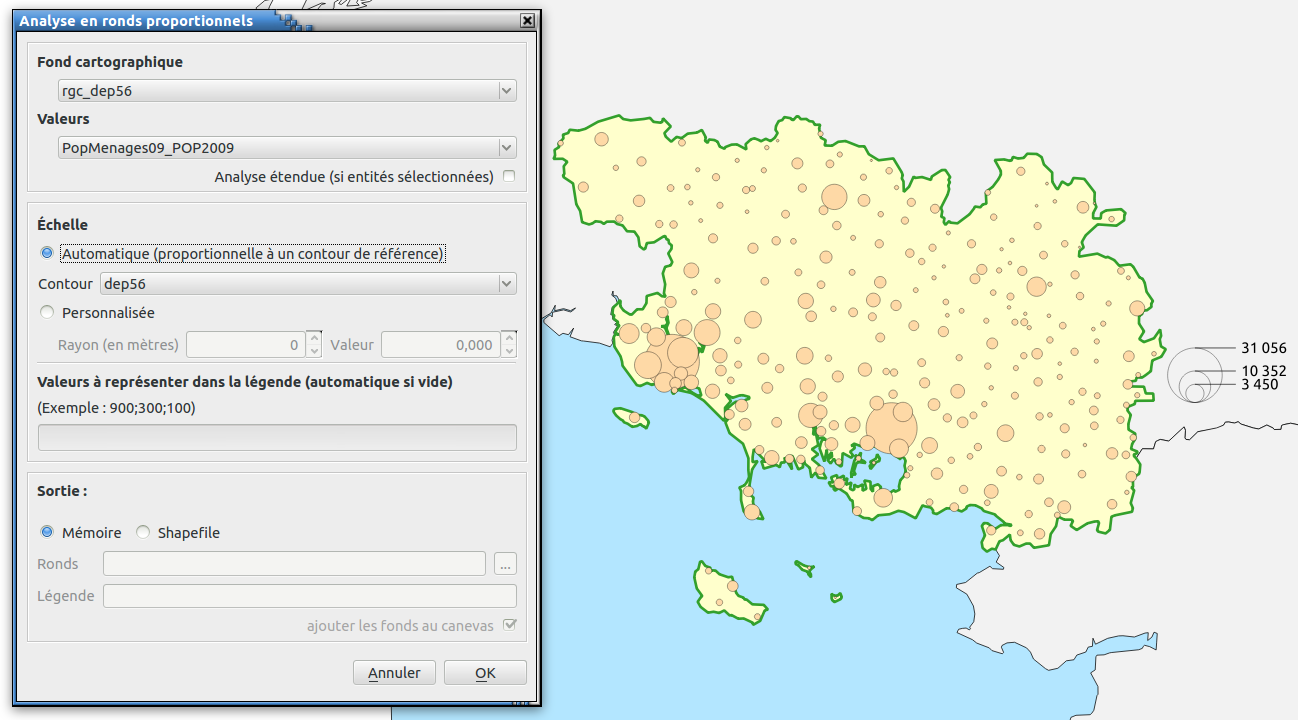 Analyse en ronds proportionnels
Fond cartographique
rgc_dep56
Valeurs
PopMenages09_POP2009
Analyse étendue (si entités sélectionnées)
Échelle
Automatique (proportionnelle à un contour de référence)
Contour dep56
Personnalisée
Rayon (en mètres) 0 Valeur 0,000
Valeurs à représenter dans la légende (automatique si vide)
(Exemple : 900;300;100)
Sortie :
Mémoire Shapefile
Ronds ...
Légende
ajouter les fonds au canevas
Annuler OK
31 056
10 352
3 450